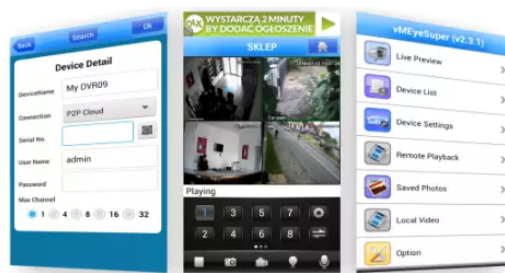 Back
Search
Ok
Device Detail
DeviceName
My DVR09
Connection
P2P Cloud
Serial No.
User Name
admin
Password
Max Channel
1
4
8
16
32
OLX
WYSTARCZĄ 2 MINUTY
BY DODAĆ OGŁOSZENIE
SKLEP
Playing
1 3 5 7
2 4 6 8
vMEyeSuper (v2.3.1)
Live Preview
Device List
Device Settings
Remote Playback
Saved Photos
Local Video
Option